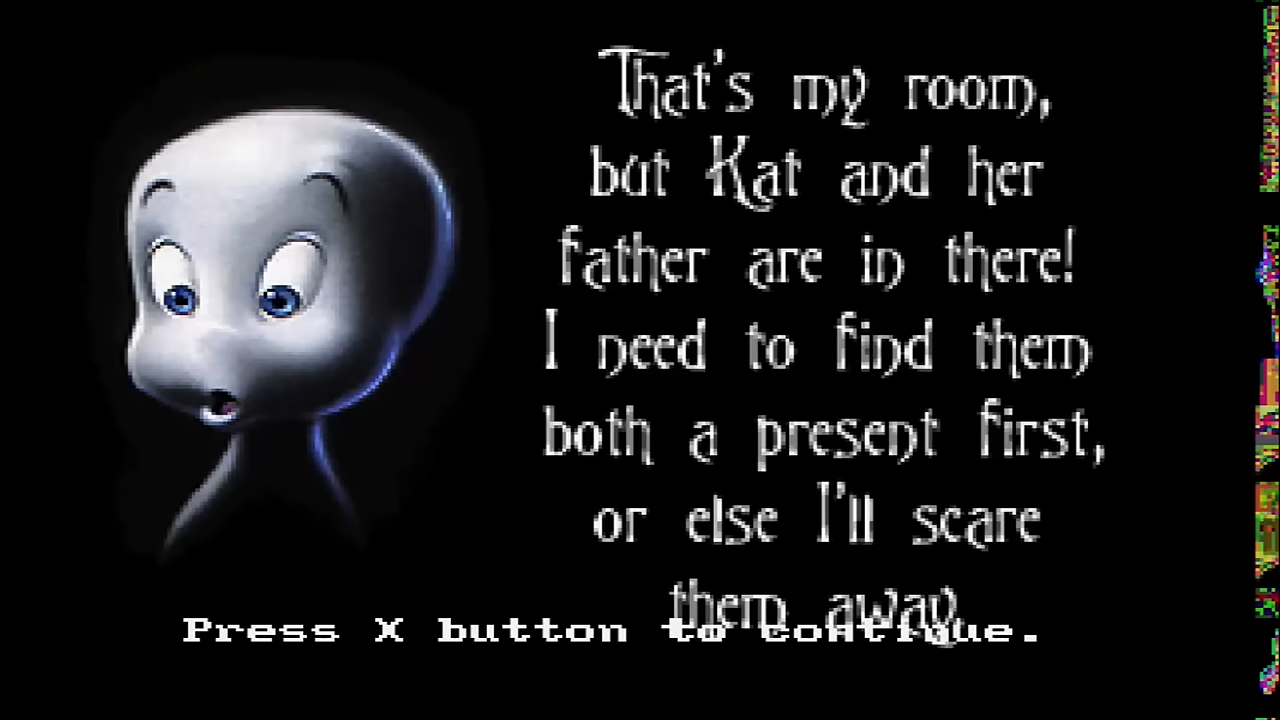 That's my room,
but Kat and her
father are in there!
I need to find them
both a present first,
or else I'll scare
them away.
Press X button to continue.